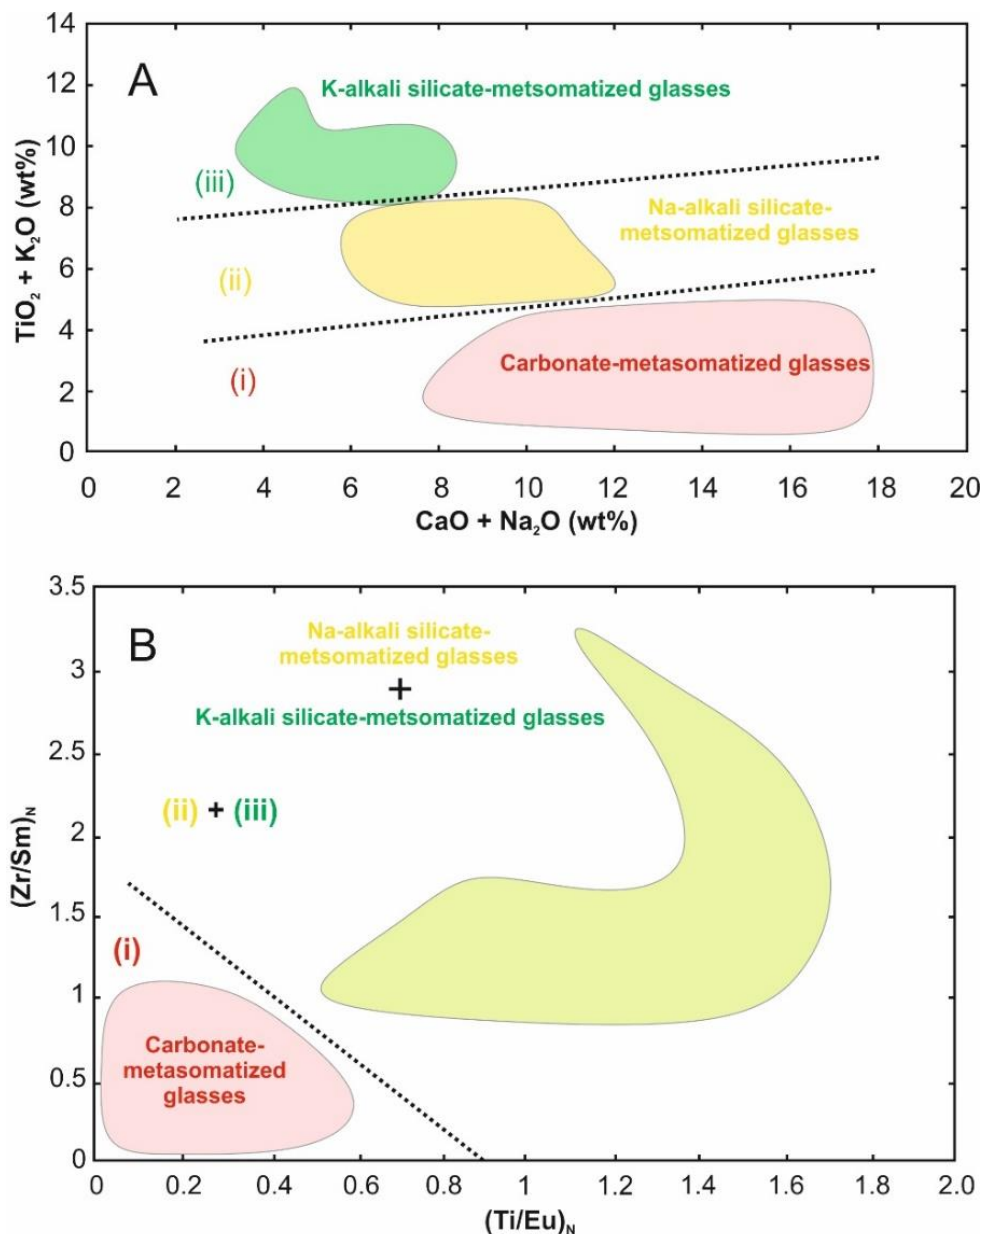 14
12
10
8
6
4
2
0
TiO2 + K2O (wt%)
A
K-alkali silicate-metsomatized glasses
(iii)
Na-alkali silicate-
metsomatized glasses
(ii)
(i)
Carbonate-metasomatized glasses
0 2 4 6 8 10 12 14 16 18 20
CaO + Na2O (wt%)
3.5
3
2.5
2
1.5
1
0.5
0
(Zr/Sm)N
B
Na-alkali silicate-
metsomatized glasses
+
K-alkali silicate-metsomatized glasses
(ii) + (iii)
(i)
Carbonate-
metasomatized
glasses
0 0.2 0.4 0.6 0.8 1 1.2 1.4 1.6 1.8 2.0
(Ti/Eu)N